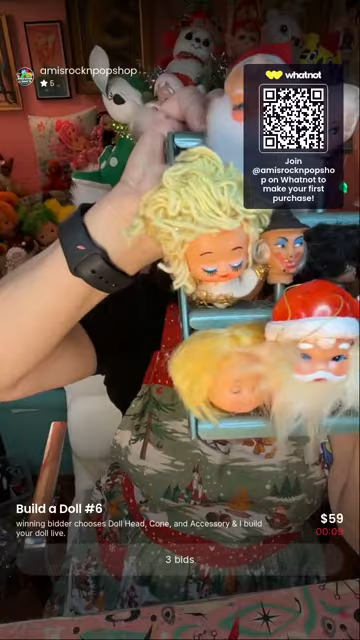 amisrocknpopshop
★ 5
whatnot
Join
@amisrocknpopsho
p on Whatnot to
make your first
purchase!
Build a Doll #6
$59
winning bidder chooses Doll Head, Cone, and Accessory & I build
your doll live.
00:05
3 bids